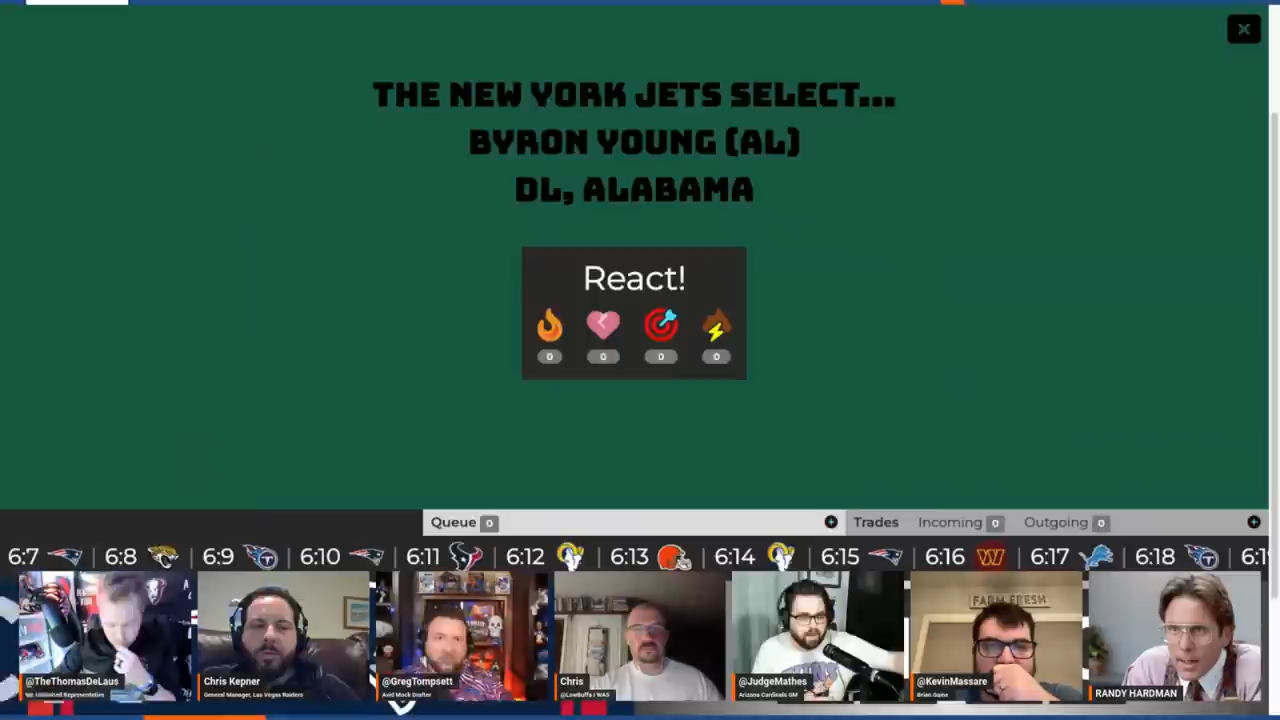 THE NEW YORK JETS SELECT...
BYRON YOUNG (AL)
DL, ALABAMA
React!
0 0 0 0
Queue 0 Trades Incoming 0 Outgoing 0
6:7 | 6:8 | 6:9 | 6:10 | 6:11 | 6:12 | 6:13 | 6:14 | 6:15 | 6:16 | 6:17 | 6:18 | 6:1
FARM FRESH
@TheThomasDeLaus Chris Kepner @GregTompsett Chris @JudgeMathes @KevinMassare RANDY HARDMAN
Representative General Manager, Las Vegas Raiders Avid Mock Drafter Arizona Cardinals GM